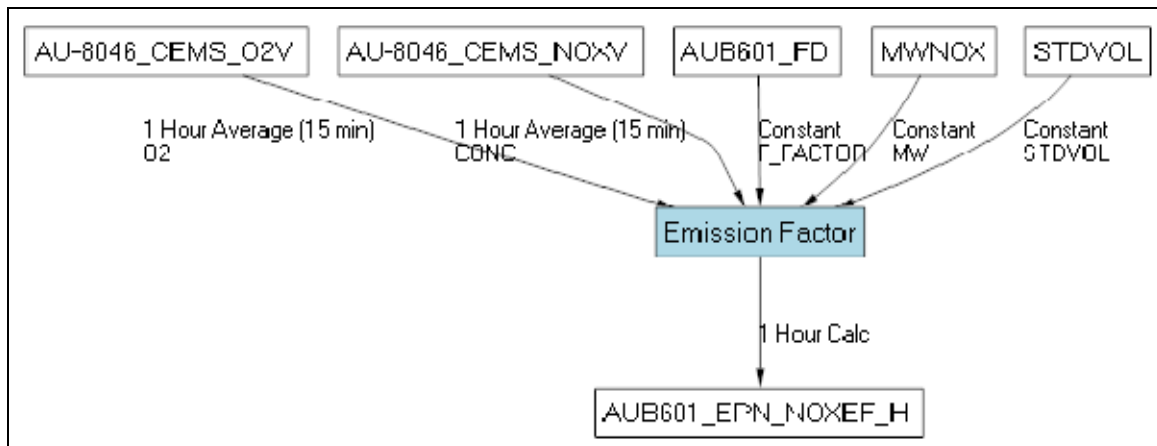 AU-8046_CEMS_O2V
AU-8046_CEMS_NOXV
AUB601_FD
MWNOX
STDVOL
1 Hour Average (15 min)
O2
1 Hour Average (15 min)
CONC
Constant
F_FACTOR
Constant
MW
Constant
STDVOL
Emission Factor
1 Hour Calc
AUB601_EPN_NOXEF_H